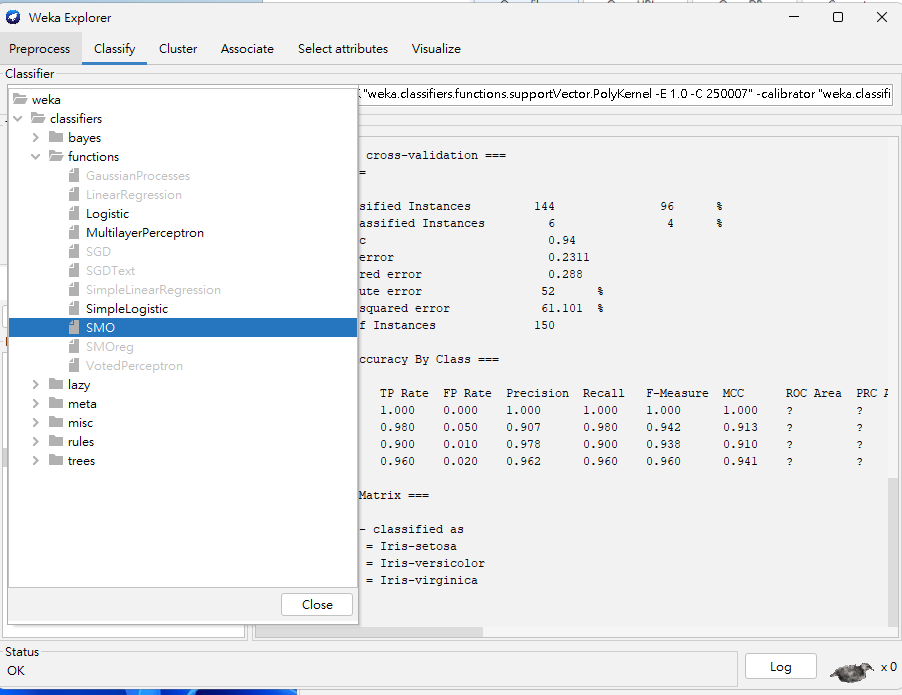 Weka Explorer
Preprocess Classify Cluster Associate Select attributes Visualize
Classifier
"weka.classifiers.functions.supportVector.PolyKernel -E 1.0 -C 250007" -calibrator "weka.classifi
weka
classifiers
bayes
functions
GaussianProcesses
LinearRegression
Logistic
MultilayerPerceptron
SGD
SGDText
SimpleLinearRegression
SimpleLogistic
SMO
SMOreg
VotedPerceptron
lazy
meta
misc
rules
trees
Close
cross-validation ===
=
sified Instances 144 96 %
assified Instances 6 4 %
c 0.94
error 0.2311
red error 0.288
ute error 52 %
squared error 61.101 %
f Instances 150
ccuracy By Class ===
TP Rate FP Rate Precision Recall F-Measure MCC ROC Area PRC
1.000 0.000 1.000 1.000 1.000 1.000 ? ?
0.980 0.050 0.907 0.980 0.942 0.913 ? ?
0.900 0.010 0.978 0.900 0.938 0.910 ? ?
0.960 0.020 0.962 0.960 0.960 0.941 ? ?
Matrix ===
- classified as
= Iris-setosa
= Iris-versicolor
= Iris-virginica
Status
OK
Log
x 0